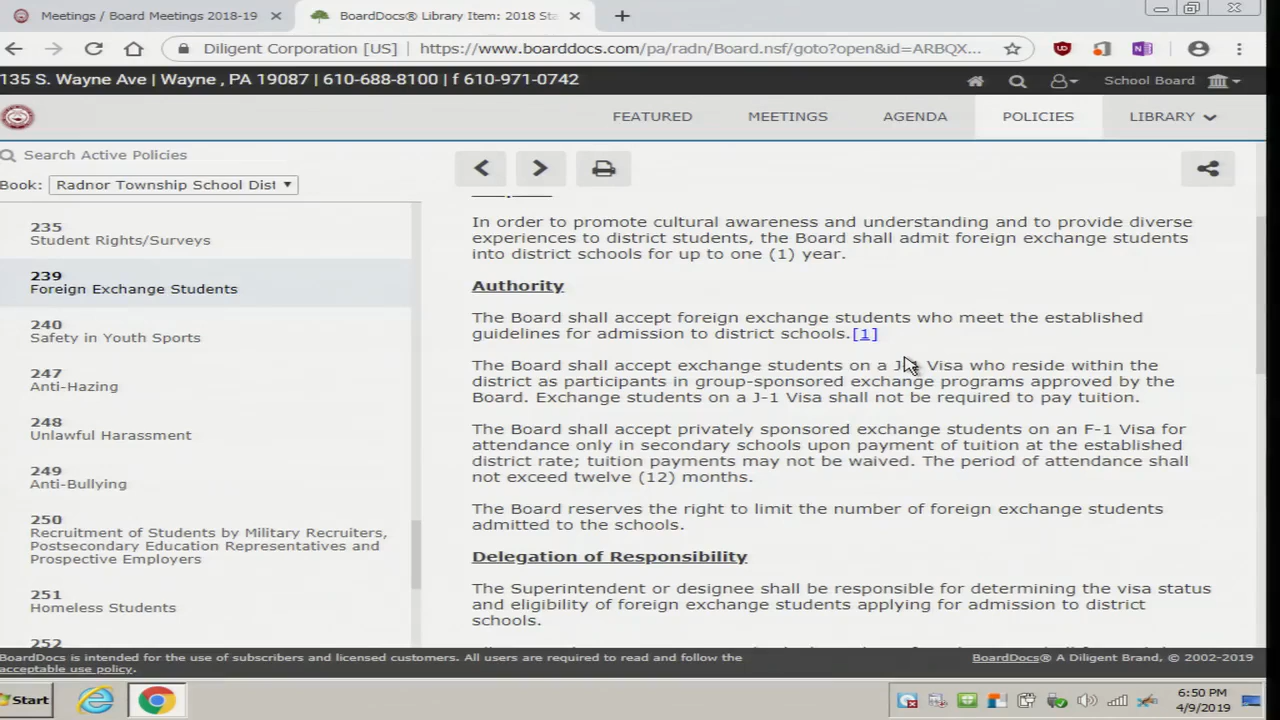 Meetings / Board Meetings 2018-19
BoardDocs® Library Item: 2018 Sta
Diligent Corporation [US] | https://www.boarddocs.com/pa/radn/Board.nsf/goto?open&id=ARBQX...
135 S. Wayne Ave | Wayne , PA 19087 | 610-688-8100 | f 610-971-0742
School Board
FEATURED MEETINGS AGENDA POLICIES LIBRARY
Search Active Policies
Book: Radnor Township School Dist
235
Student Rights/Surveys
239
Foreign Exchange Students
240
Safety in Youth Sports
247
Anti-Hazing
248
Unlawful Harassment
249
Anti-Bullying
250
Recruitment of Students by Military Recruiters,
Postsecondary Education Representatives and
Prospective Employers
251
Homeless Students
252
In order to promote cultural awareness and understanding and to provide diverse
experiences to district students, the Board shall admit foreign exchange students
into district schools for up to one (1) year.
Authority
The Board shall accept foreign exchange students who meet the established
guidelines for admission to district schools.[1]
The Board shall accept exchange students on a J-1 Visa who reside within the
district as participants in group-sponsored exchange programs approved by the
Board. Exchange students on a J-1 Visa shall not be required to pay tuition.
The Board shall accept privately sponsored exchange students on an F-1 Visa for
attendance only in secondary schools upon payment of tuition at the established
district rate; tuition payments may not be waived. The period of attendance shall
not exceed twelve (12) months.
The Board reserves the right to limit the number of foreign exchange students
admitted to the schools.
Delegation of Responsibility
The Superintendent or designee shall be responsible for determining the visa status
and eligibility of foreign exchange students applying for admission to district
schools.
BoardDocs is intended for the use of subscribers and licensed customers. All users are required to read and follow the
acceptable use policy.
BoardDocs® A Diligent Brand, © 2002-2019
Start
6:50 PM
4/9/2019